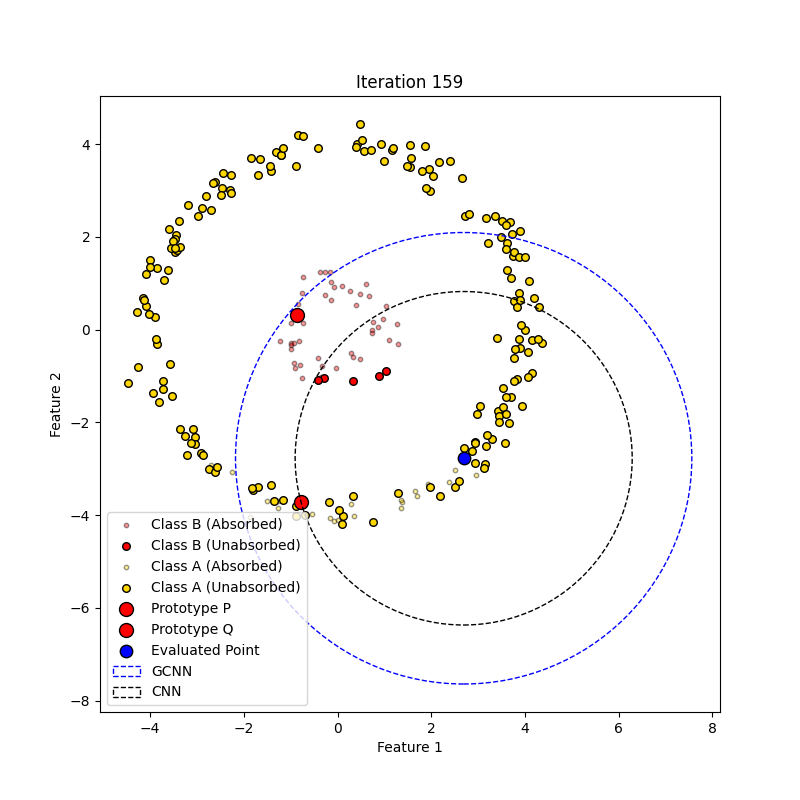 Iteration 159
4
2
0
−2
−4
−6
−8
Feature 2
Class B (Absorbed)
Class B (Unabsorbed)
Class A (Absorbed)
Class A (Unabsorbed)
Prototype P
Prototype Q
Evaluated Point
GCNN
CNN
−4 −2 0 2 4 6 8
Feature 1